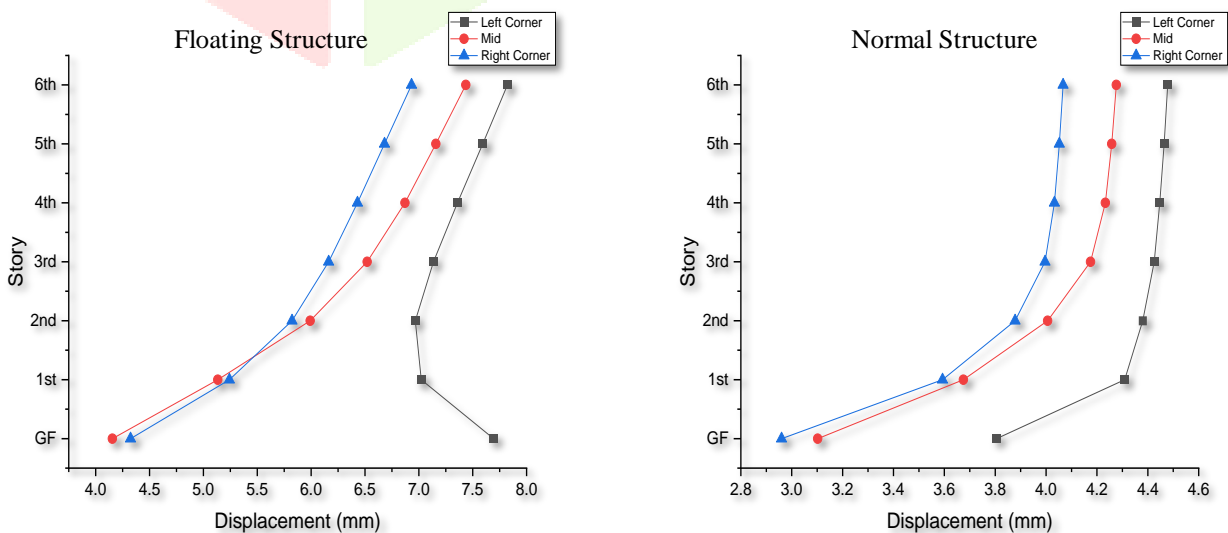 Floating Structure
Left Corner
Mid
Right Corner
6th
5th
4th
3rd
2nd
1st
GF
Story
4.0 4.5 5.0 5.5 6.0 6.5 7.0 7.5 8.0
Displacement (mm)
Normal Structure
Left Corner
Mid
Right Corner
6th
5th
4th
3rd
2nd
1st
GF
Story
2.8 3.0 3.2 3.4 3.6 3.8 4.0 4.2 4.4 4.6
Displacement (mm)